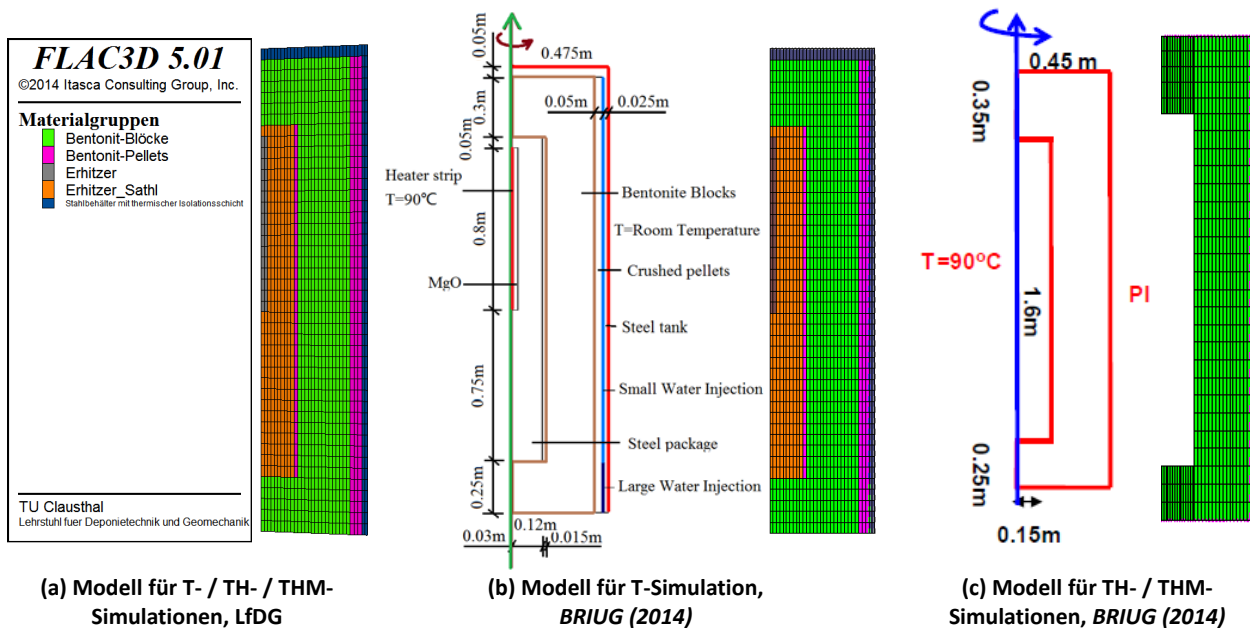 FLAC3D 5.01
©2014 Itasca Consulting Group, Inc.
Materialgruppen
Bentonit-Blöcke
Bentonit-Pellets
Erhitzer
Erhitzer_Sathl
Stahlbehälter mit thermischer Isolationsschicht
TU Clausthal
Lehrstuhl fuer Deponietechnik und Geomechanik
(a) Modell für T- / TH- / THM-
Simulationen, LfDG
0.05m
0.475m
0.3m
0.05m
0.025m
0.05m
Heater strip
T=90℃
0.8m
MgO
Bentonite Blocks
T=Room Temperature
Crushed pellets
Steel tank
0.75m
Small Water Injection
Steel package
0.25m
Large Water Injection
0.12m
0.03m
0.015m
(b) Modell für T-Simulation,
BRIUG (2014)
0.45 m
0.35m
T=90°C
1.6m
PI
0.25m
0.15m
(c) Modell für TH- / THM-
Simulationen, BRIUG (2014)